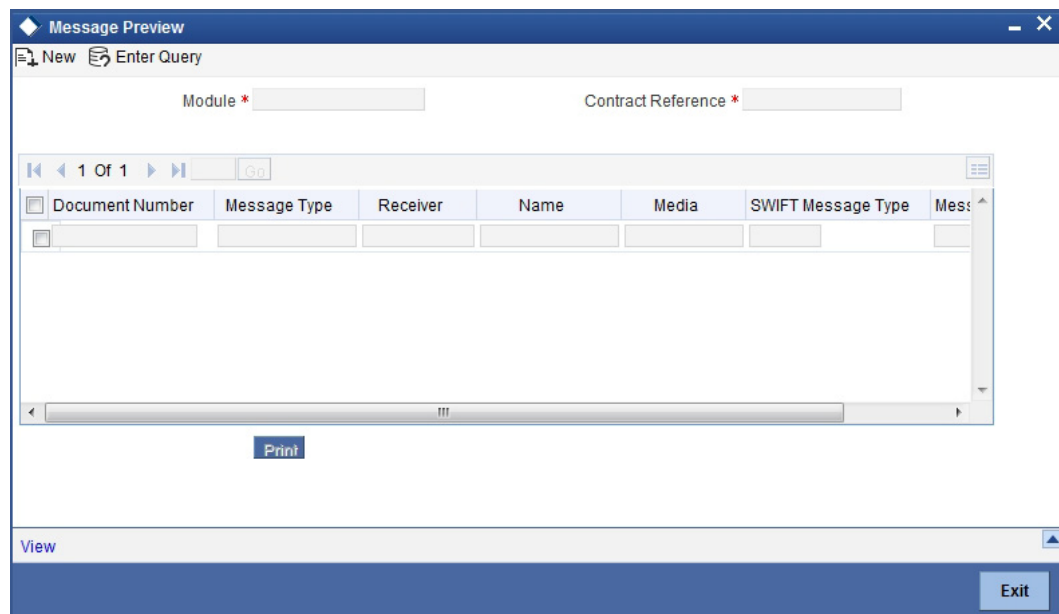 Message Preview
New Enter Query
Module * Contract Reference *
1 Of 1 Go
Document Number Message Type Receiver Name Media SWIFT Message Type Mess
Print
View
Exit